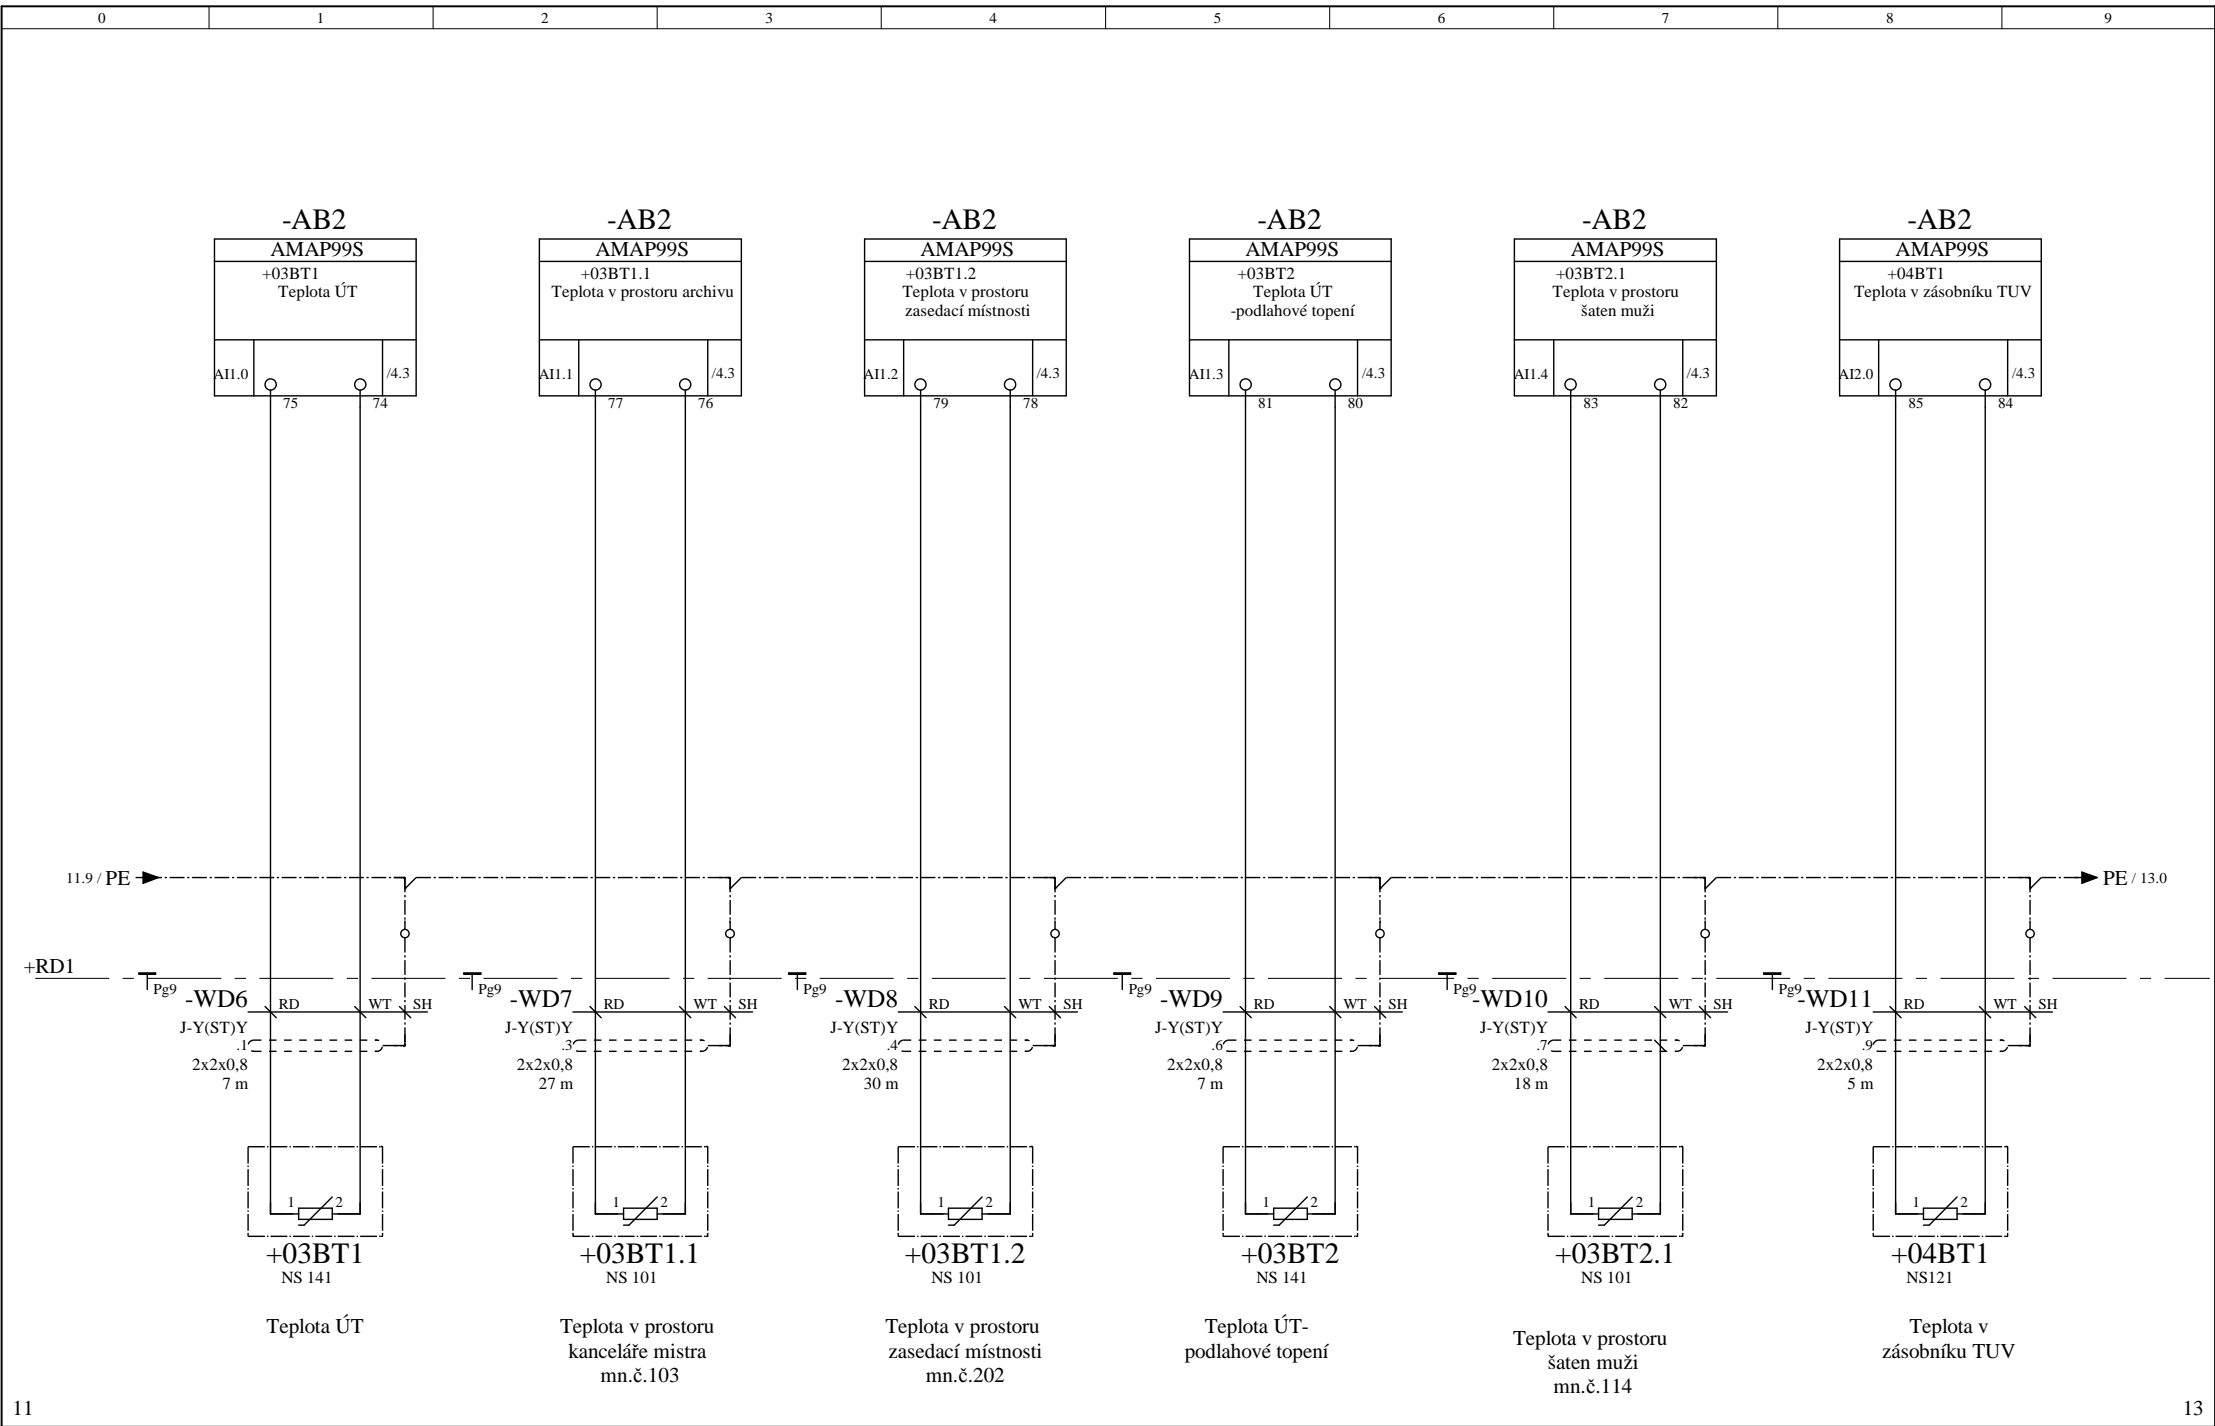 0 1 2 3 4 5 6 7 8 9
-AB2
AMAP99S
+03BT1
Teplota ÚT
AI1.0
/4.3
75 74
-AB2
AMAP99S
+03BT1.1
Teplota v prostoru archivu
AI1.1
/4.3
77 76
-AB2
AMAP99S
+03BT1.2
Teplota v prostoru
zasedací místnosti
AI1.2
/4.3
79 78
-AB2
AMAP99S
+03BT2
Teplota ÚT
-podlahové topení
AI1.3
/4.3
81 80
-AB2
AMAP99S
+03BT2.1
Teplota v prostoru
šaten muži
AI1.4
/4.3
83 82
-AB2
AMAP99S
+04BT1
Teplota v zásobníku TUV
AI2.0
/4.3
85 84
11.9 / PE
PE / 13.0
+RD1
Pg9
-WD6
RD WT SH
J-Y(ST)Y
.1
2x2x0,8
7 m
Pg9
-WD7
RD WT SH
J-Y(ST)Y
.3
2x2x0,8
27 m
Pg9
-WD8
RD WT SH
J-Y(ST)Y
.4
2x2x0,8
30 m
Pg9
-WD9
RD WT SH
J-Y(ST)Y
.6
2x2x0,8
7 m
Pg9
-WD10
RD WT SH
J-Y(ST)Y
.7
2x2x0,8
18 m
Pg9
-WD11
RD WT SH
J-Y(ST)Y
.9
2x2x0,8
5 m
1 2
+03BT1
NS 141
Teplota ÚT
1 2
+03BT1.1
NS 101
Teplota v prostoru
kanceláře mistra
mn.č.103
1 2
+03BT1.2
NS 101
Teplota v prostoru
zasedací místnosti
mn.č.202
1 2
+03BT2
NS 141
Teplota ÚT-
podlahové topení
1 2
+03BT2.1
NS 101
Teplota v prostoru
šaten muži
mn.č.114
1 2
+04BT1
NS121
Teplota v
zásobníku TUV
11
13